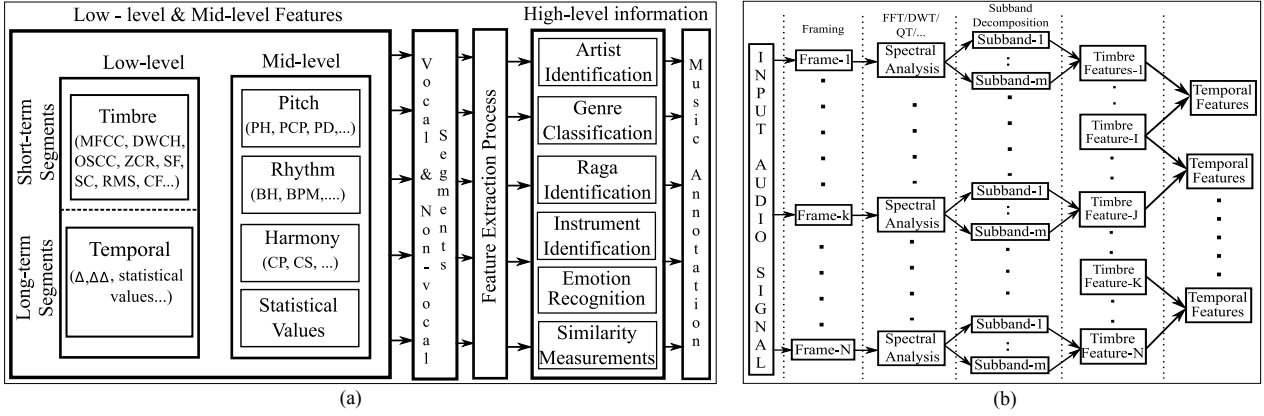 Low - level & Mid-level Features
High-level information
Low-level
Mid-level
Short-term
Segments
Long-term
Segments
Timbre
(MFCC, DWCH,
OSCC, ZCR, SF,
SC, RMS, CF...)
Temporal
(Δ,ΔΔ, statistical
values...)
Pitch
(PH, PCP, PD,...)
Rhythm
(BH, BPM,....)
Harmony
(CP, CS, ...)
Statistical
Values
Vocal & Non-vocal
Segments
Feature Extraction Process
Artist
Identification
Genre
Classification
Raga
Identification
Instrument
Identification
Emotion
Recognition
Similarity
Measurements
Music Annotation
(a)
Framing
FFT/DWT/
QT/...
Subband
Decomposition
INPUT AUDIO SIGNAL
Frame-1
Spectral
Analysis
Subband-1
:
Subband-m
Timbre
Features-1
Timbre
Feature-I
Temporal
Features
Frame-k
Spectral
Analysis
Subband-1
:
Subband-m
Timbre
Feature-J
Temporal
Features
Timbre
Feature-K
Frame-N
Spectral
Analysis
Subband-1
:
Subband-m
Timbre
Feature-N
Temporal
Features
(b)